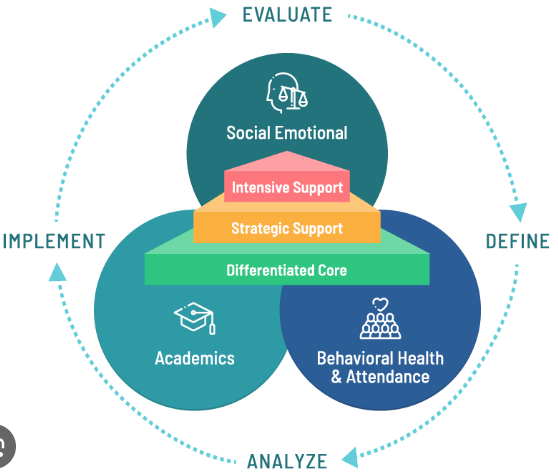 EVALUATE
Social Emotional
Intensive Support
Strategic Support
IMPLEMENT
DEFINE
Differentiated Core
Academics
Behavioral Health
& Attendance
ANALYZE